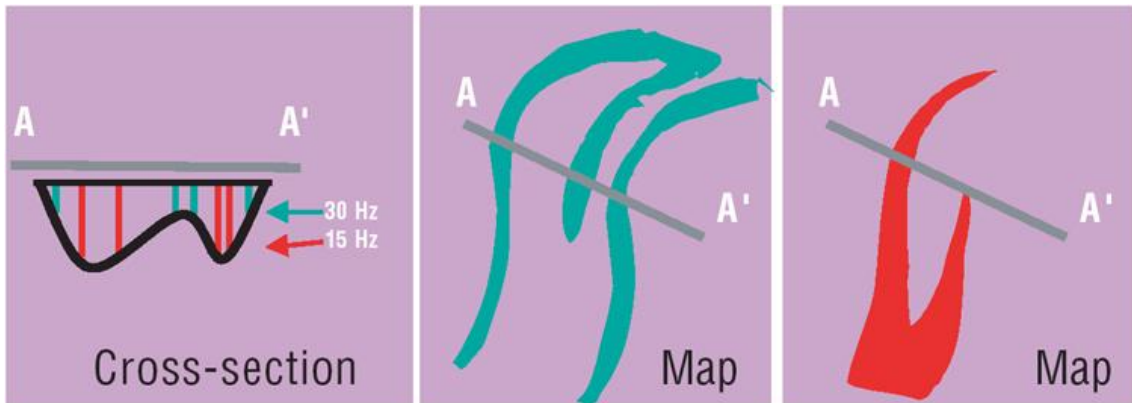 A A'
30 Hz
15 Hz
Cross-section
A
A'
Map
A
A'
Map